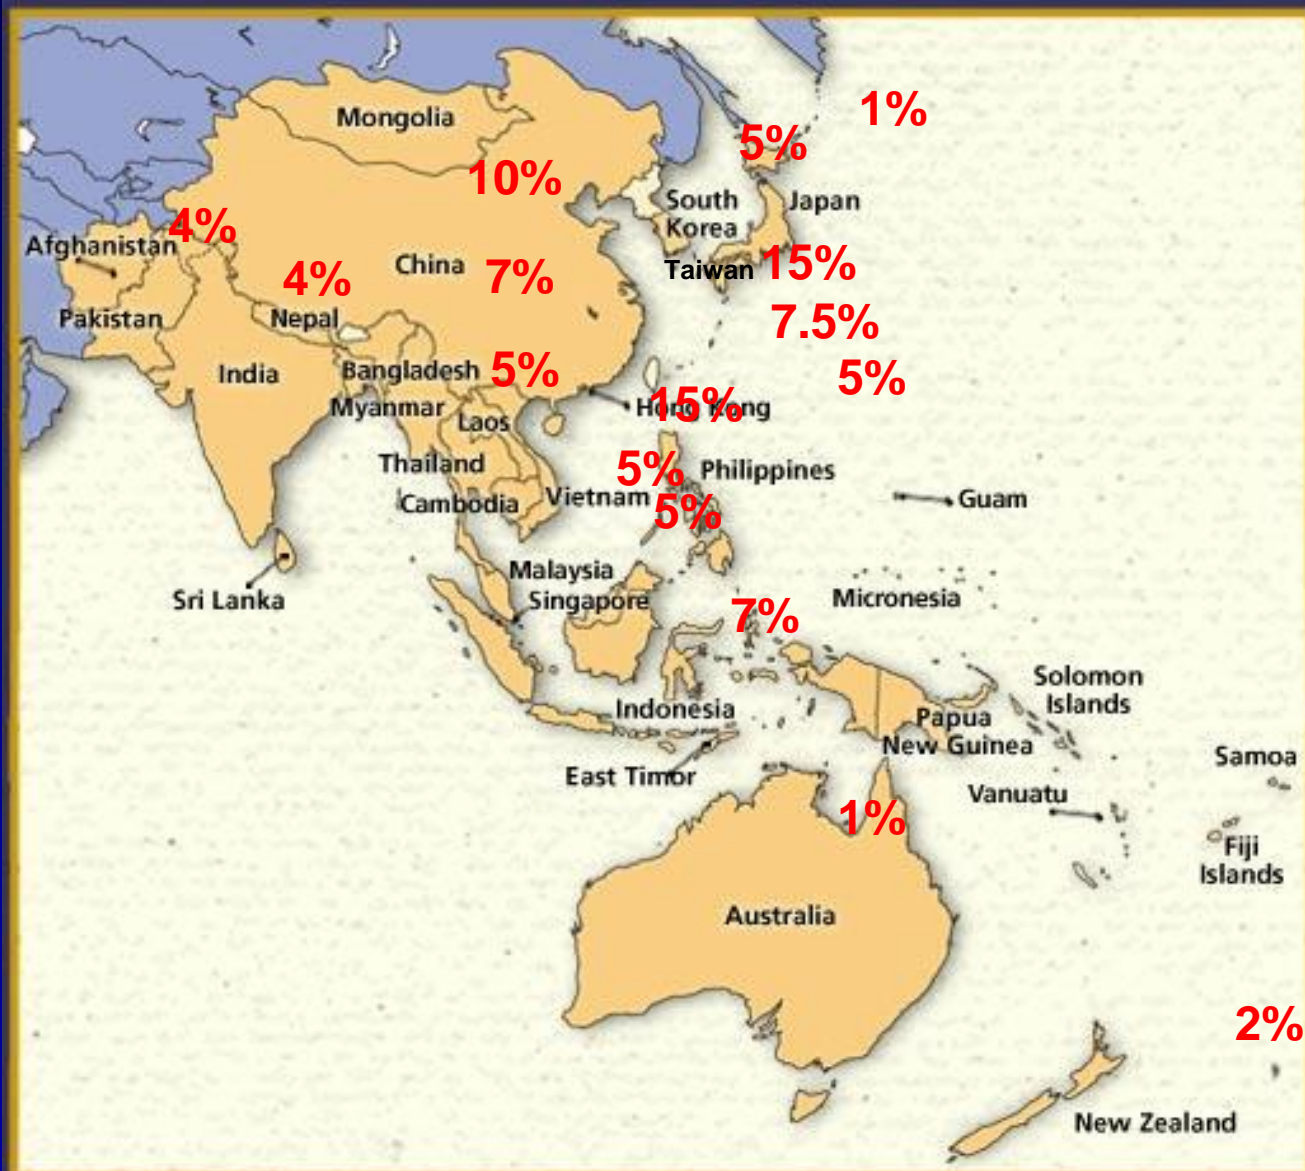 1%
Mongolia
5%
10%
South
Korea
Japan
4%
Afghanistan
China
7%
Taiwan
15%
4%
Pakistan
Nepal
7.5%
India
Bangladesh
5%
5%
Myanmar
Laos
15%
Hong Kong
Thailand
5%
Philippines
Cambodia
Vietnam
5%
Guam
Malaysia
Singapore
Sri Lanka
7%
Micronesia
Solomon
Islands
Indonesia
Papua
New Guinea
East Timor
Samoa
Vanuatu
1%
Fiji
Islands
Australia
2%
New Zealand